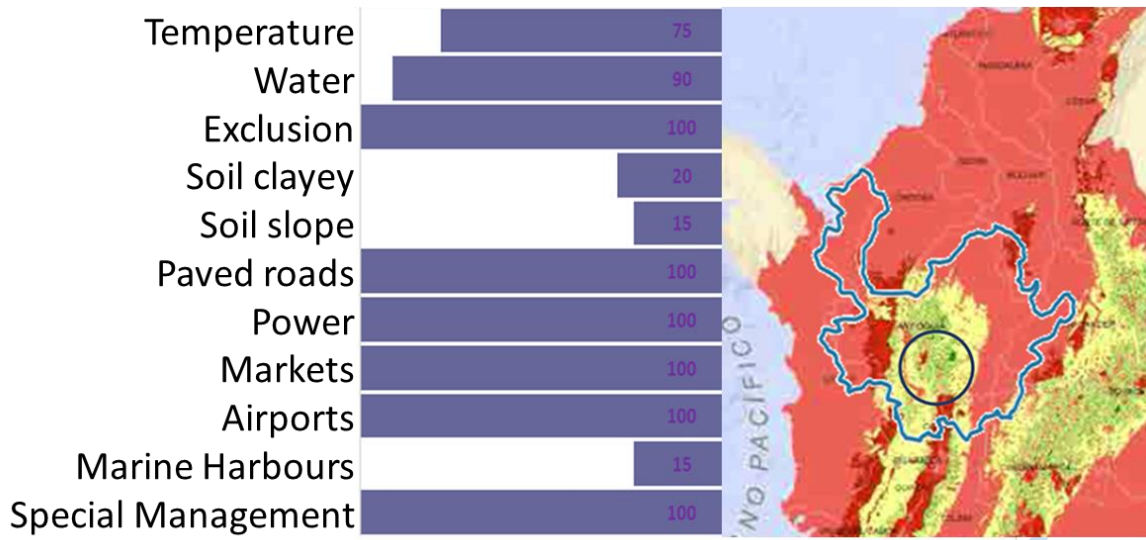 Temperature 75
Water 90
Exclusion 100
Soil clayey 20
Soil slope 15
Paved roads 100
Power 100
Markets 100
Airports 100
Marine Harbours 15
Special Management 100
NO PACIFICO
ANTIOQUIA